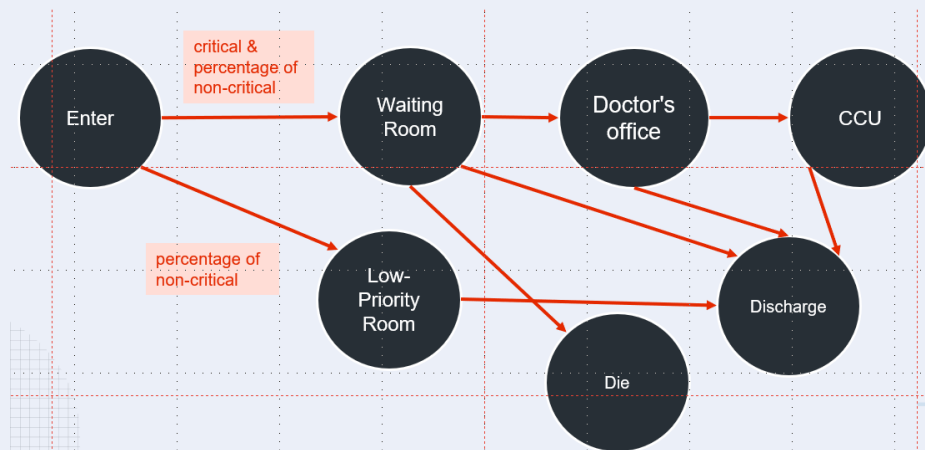 critical &
percentage of
non-critical
Enter
Waiting
Room
Doctor's
office
CCU
percentage of
non-critical
Low-
Priority
Room
Discharge
Die